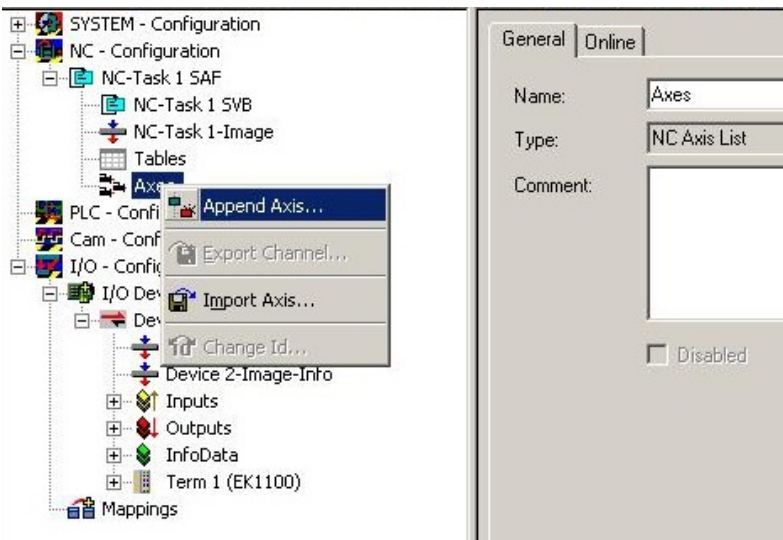 SYSTEM - Configuration
NC - Configuration
NC-Task 1 SAF
NC-Task 1 SVB
NC-Task 1-Image
Tables
Axes
PLC - Confi
Cam - Conf
I/O - Config
I/O Dev
Dev
Device 2-Image-Info
Inputs
Outputs
InfoData
Term 1 (EK1100)
Mappings
Append Axis...
Export Channel...
Import Axis...
Change Id...
General
Online
Name:
Axes
Type:
NC Axis List
Comment:
Disabled